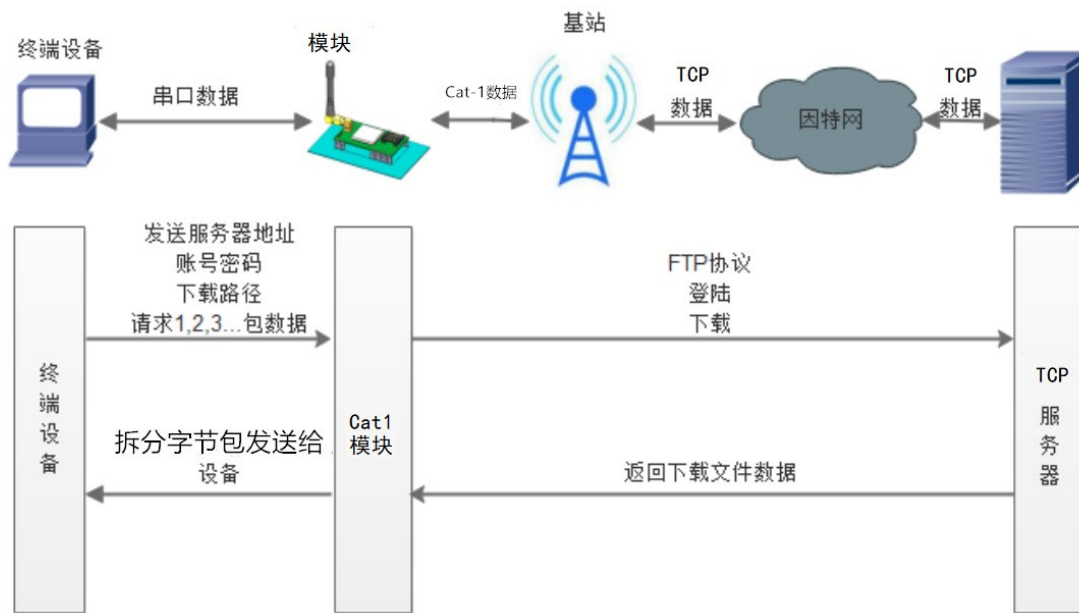 终端设备
模块
基站
串口数据
Cat-1数据
TCP
数据
因特网
TCP
数据
发送服务器地址
账号密码
下载路径
请求1,2,3...包数据
FTP协议
登陆
下载
终端设备
Cat1
模块
TCP
服务器
拆分字节包发送给
设备
返回下载文件数据